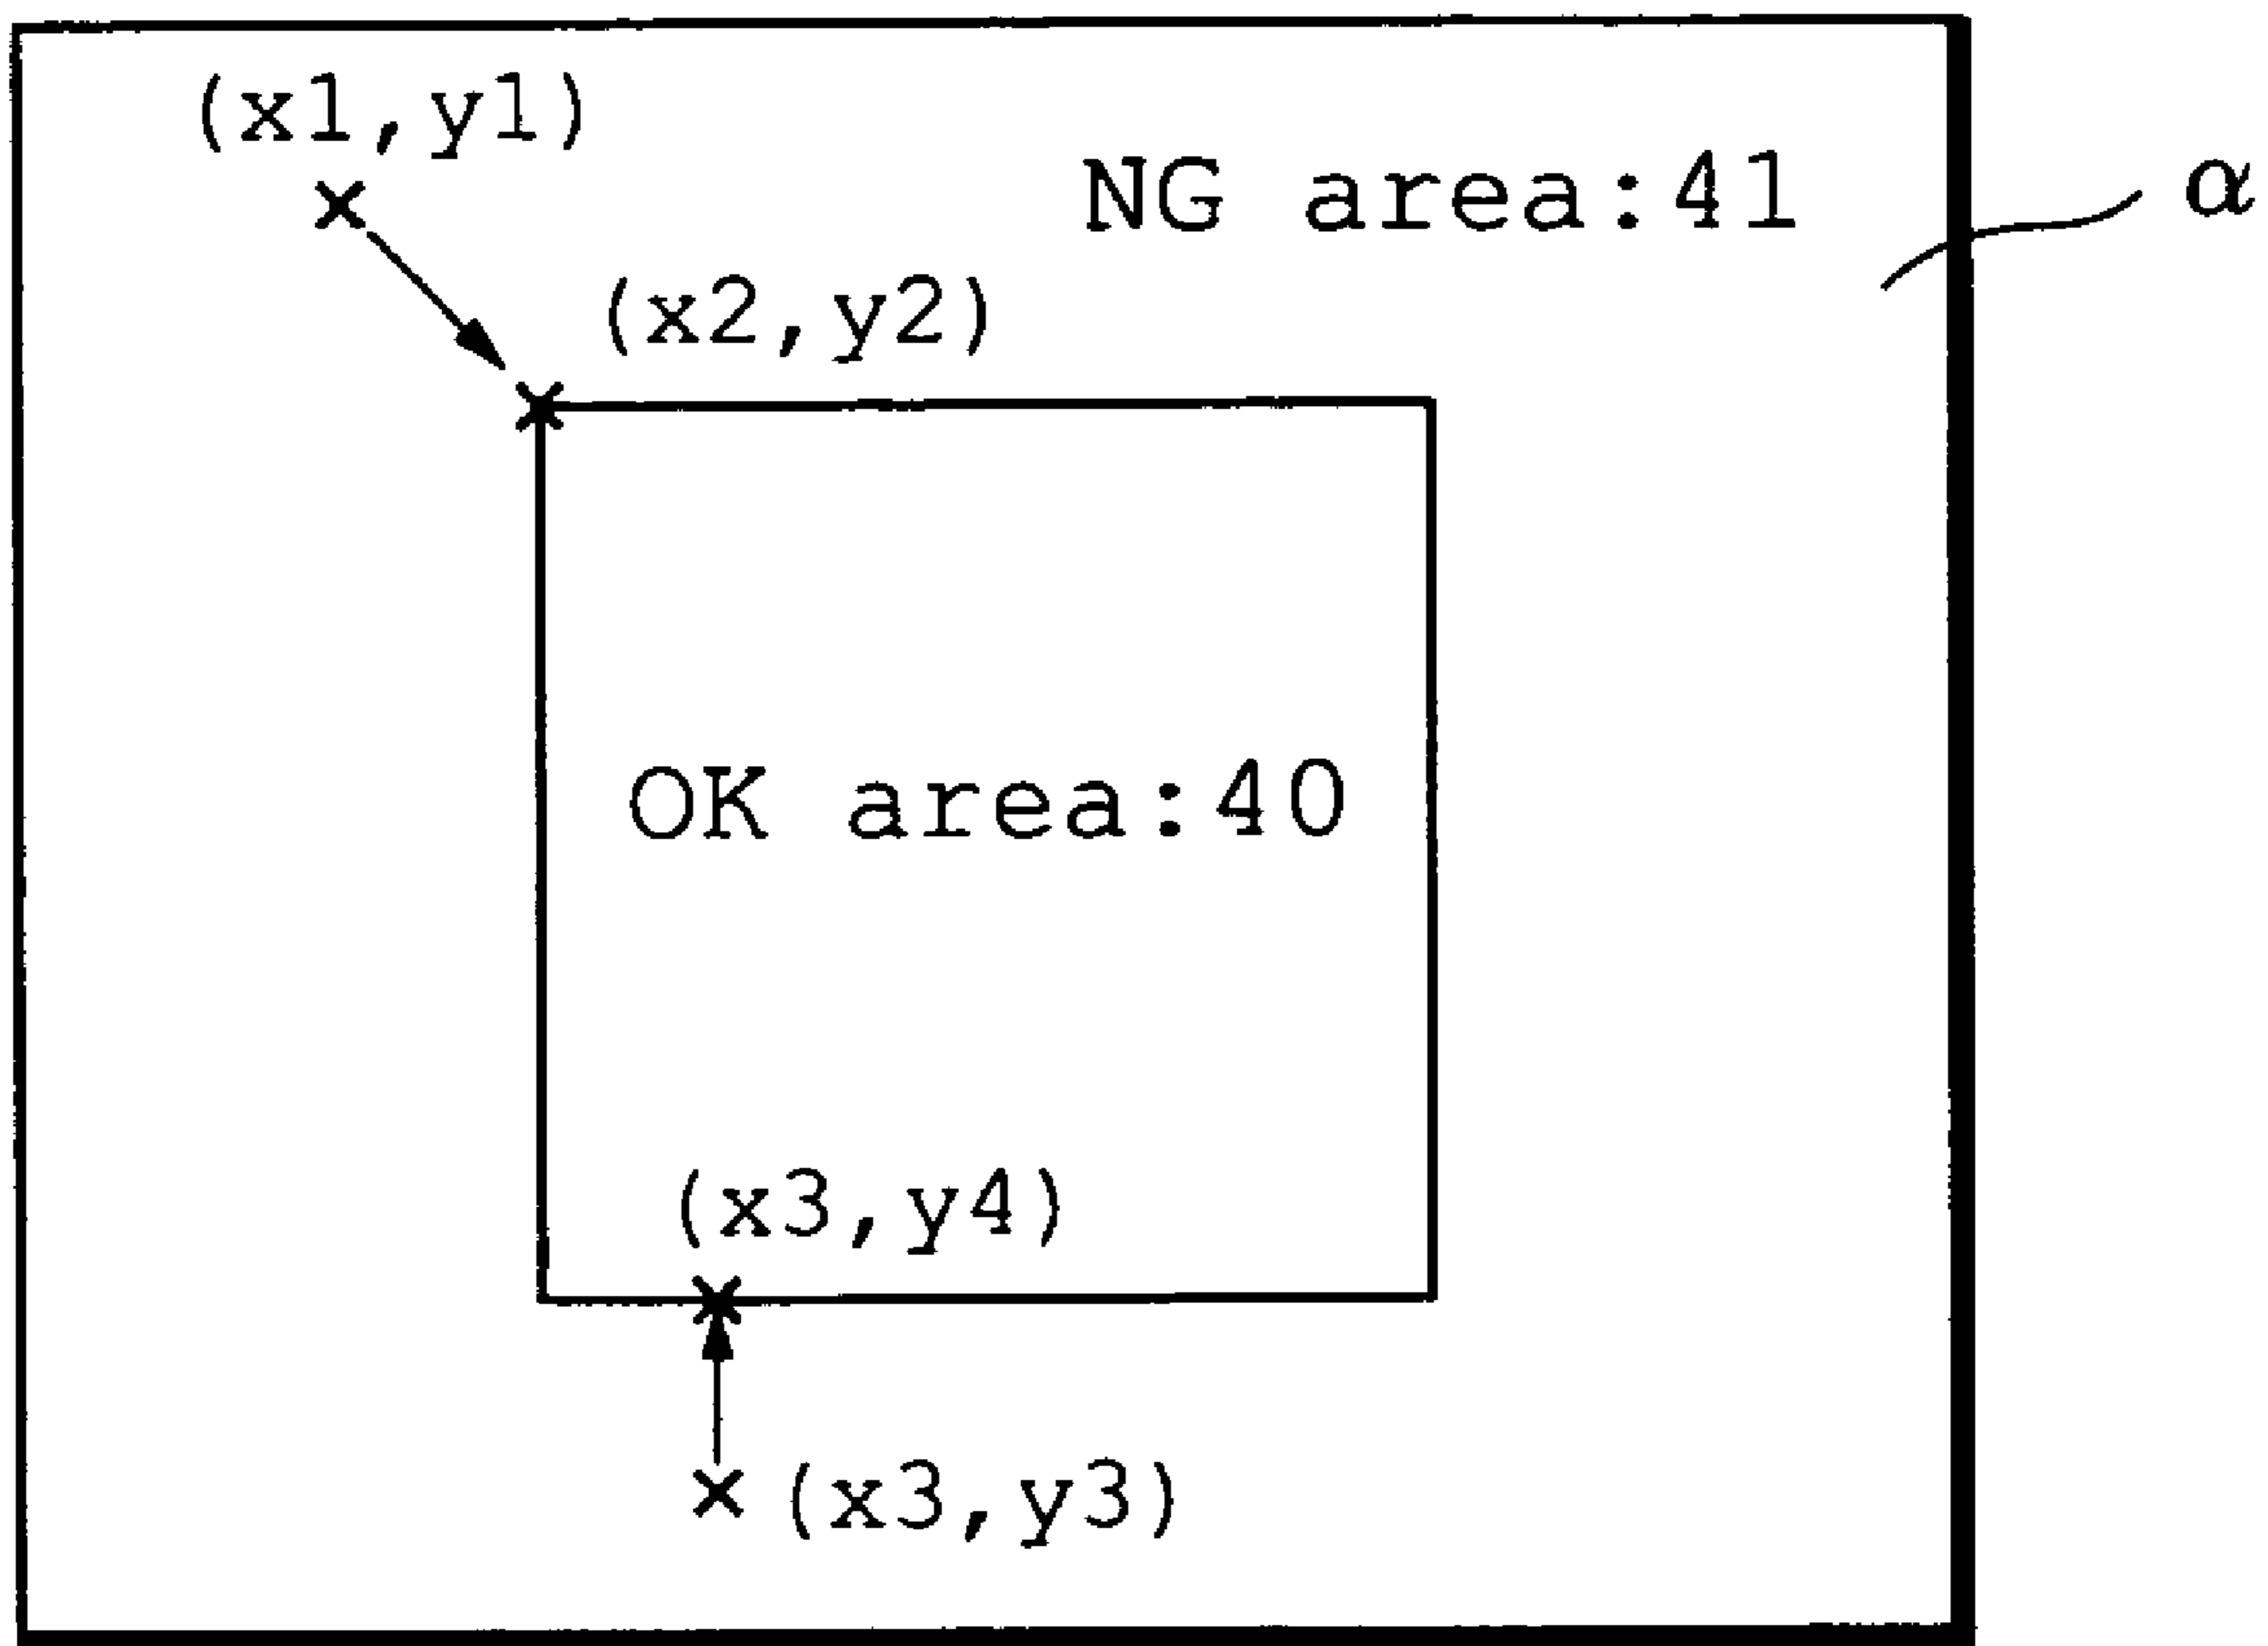 (x1,y1)
NG area:41
α
(x2,y2)
OK area:40
(x3,y4)
(x3,y3)